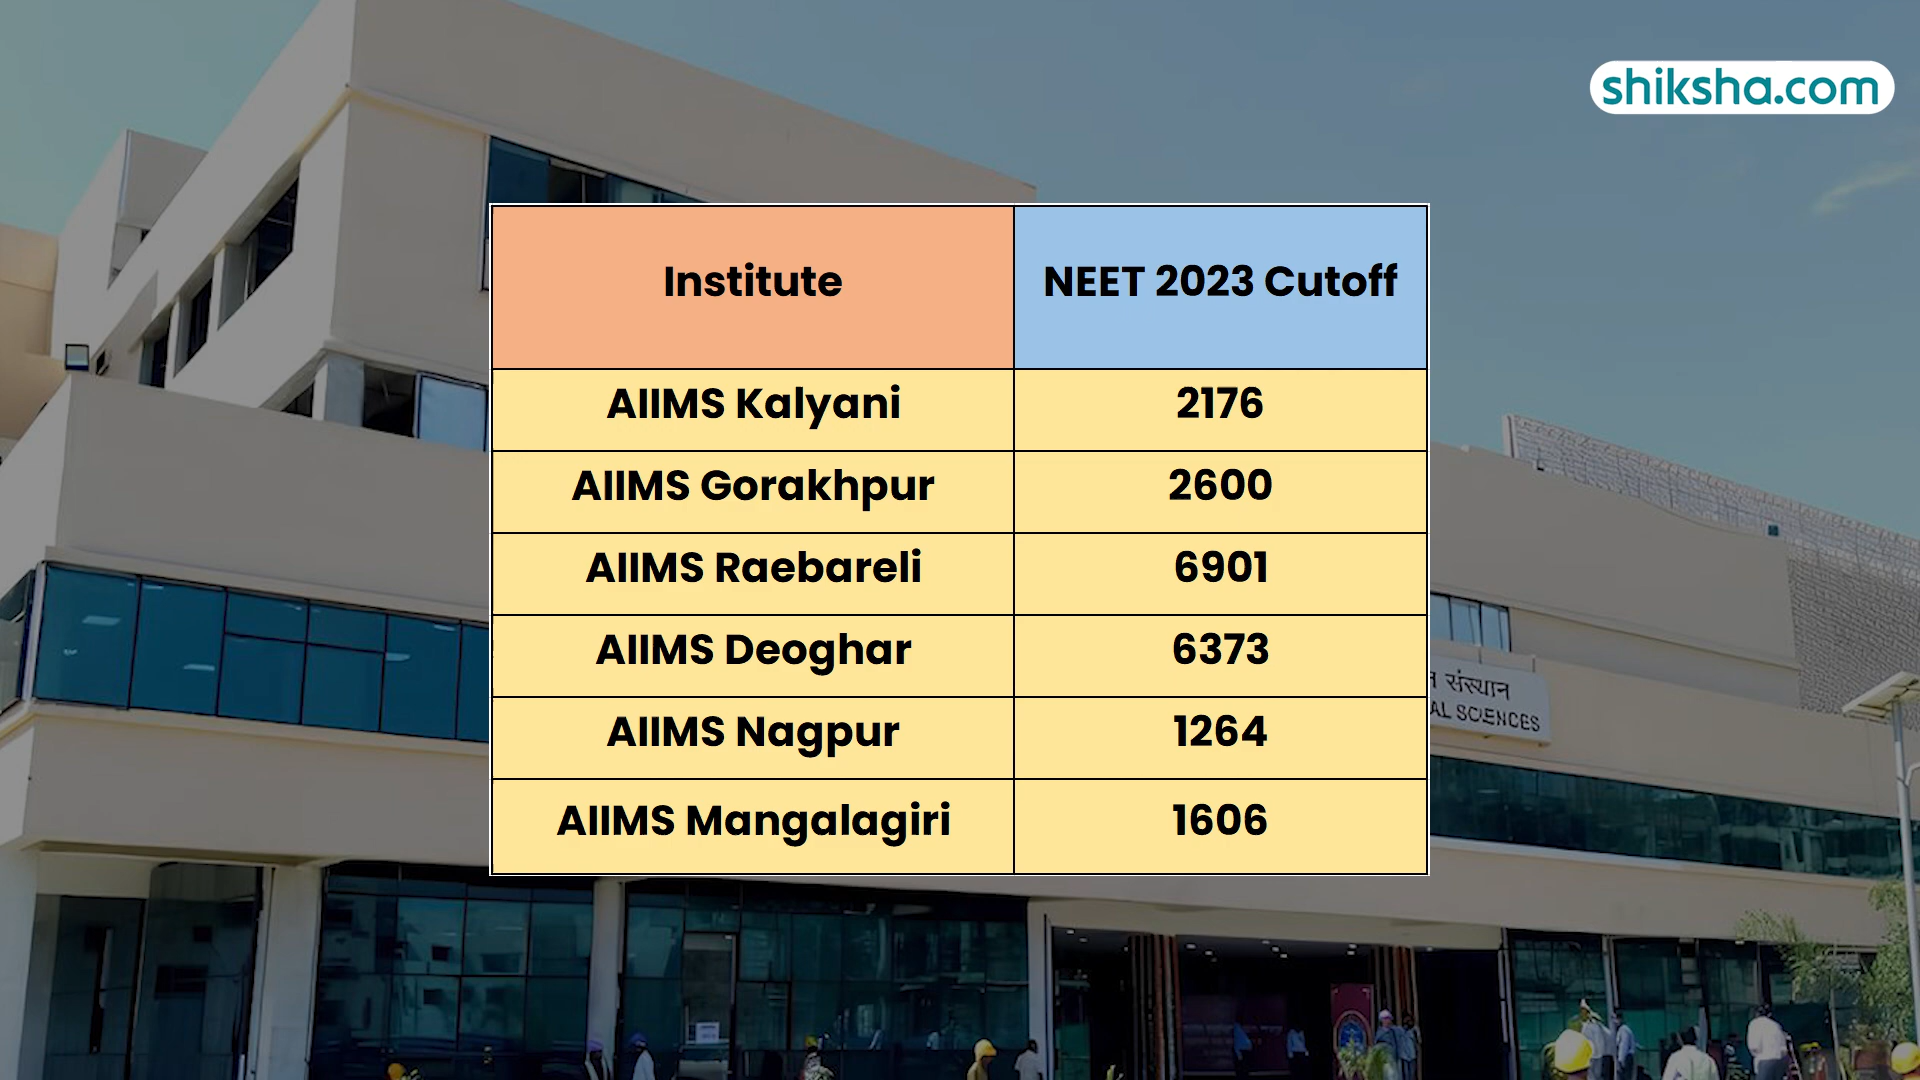 shiksha.com
Institute NEET 2023 Cutoff
AIIMS Kalyani 2176
AIIMS Gorakhpur 2600
AIIMS Raebareli 6901
AIIMS Deoghar 6373
AIIMS Nagpur 1264
AIIMS Mangalagiri 1606
संस्थान
SCIENCES